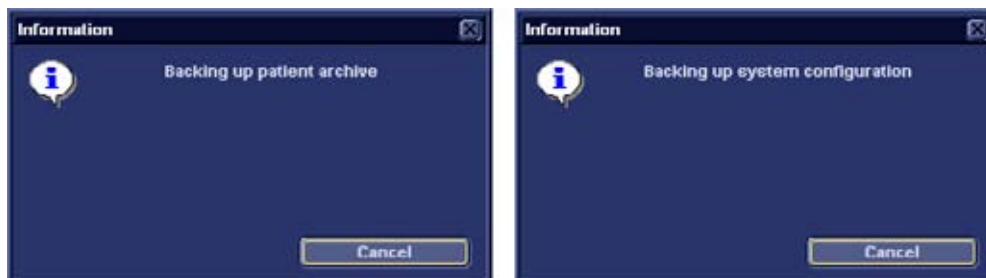 Information
Backing up patient archive
Cancel
Information
Backing up system configuration
Cancel